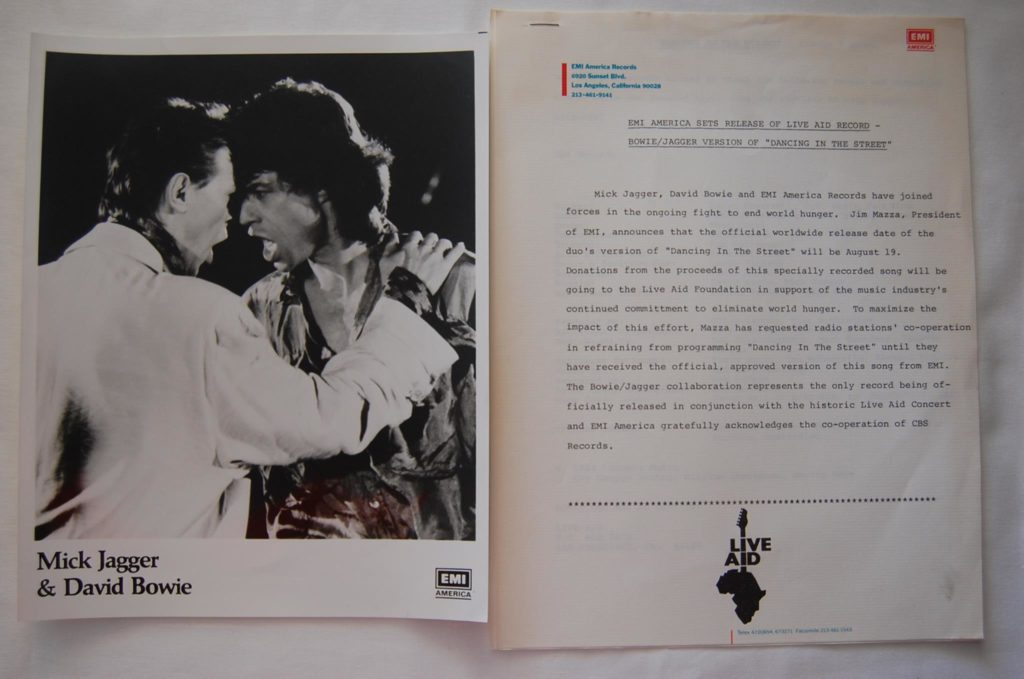 Mick Jagger
& David Bowie
EMI
AMERICA
EMI
AMERICA
EMI America Records
6920 Sunset Blvd.
Los Angeles, California 90028
213-461-9141
EMI AMERICA SETS RELEASE OF LIVE AID RECORD -
BOWIE/JAGGER VERSION OF "DANCING IN THE STREET"
Mick Jagger, David Bowie and EMI America Records have joined
forces in the ongoing fight to end world hunger. Jim Mazza, President
of EMI, announces that the official worldwide release date of the
duo's version of "Dancing In The Street" will be August 19.
Donations from the proceeds of this specially recorded song will be
going to the Live Aid Foundation in support of the music industry's
continued committment to eliminate world hunger. To maximize the
impact of this effort, Mazza has requested radio stations' co-operation
in refraining from programming "Dancing In The Street" until they
have received the official, approved version of this song from EMI.
The Bowie/Jagger collaboration represents the only record being of-
ficially released in conjunction with the historic Live Aid Concert
and EMI America gratefully acknowledges the co-operation of CBS
Records.
LIVE
AID
Facsimile